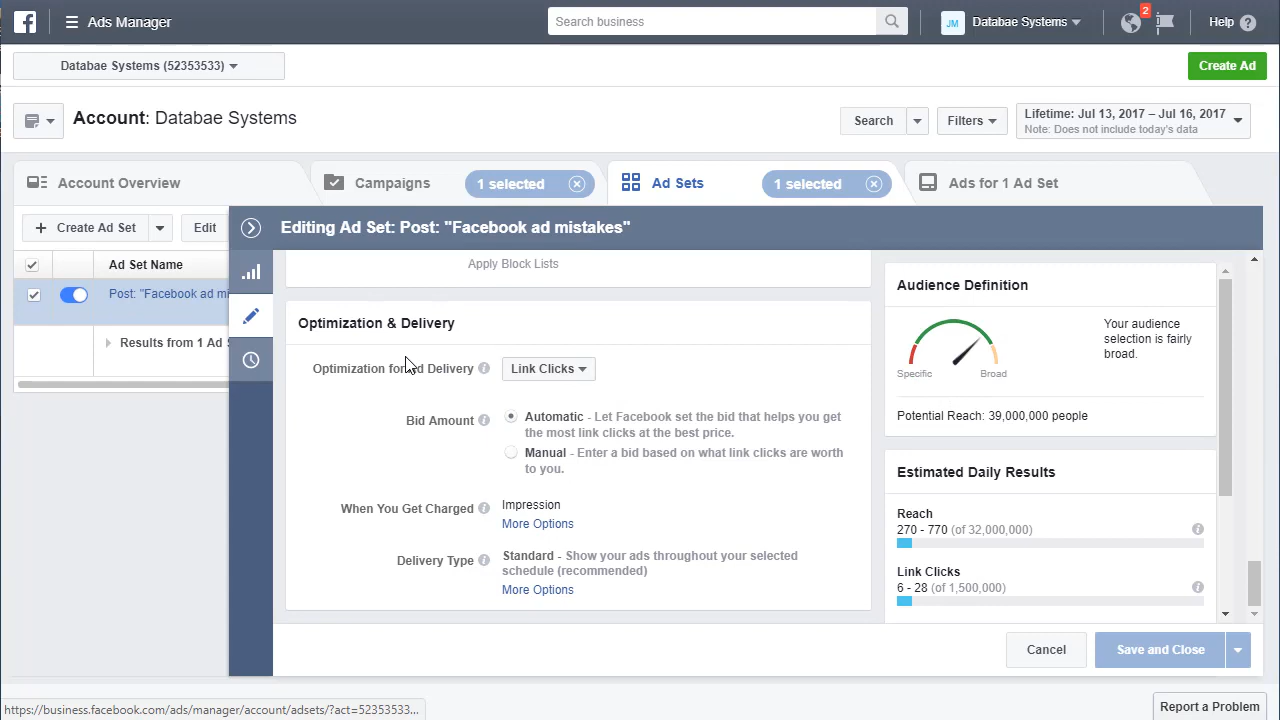 f Ads Manager Search business JM Databae Systems 2 Help ?
Databae Systems (52353533) Create Ad
Account: Databae Systems Search Filters Lifetime: Jul 13, 2017 – Jul 16, 2017
Note: Does not include today's data
Account Overview Campaigns 1 selected Ad Sets 1 selected Ads for 1 Ad Set
+ Create Ad Set Edit Editing Ad Set: Post: "Facebook ad mistakes"
Ad Set Name
Post: "Facebook ad mi
Results from 1 Ad S
Apply Block Lists
Optimization & Delivery
Optimization for Ad Delivery Link Clicks
Bid Amount Automatic - Let Facebook set the bid that helps you get
the most link clicks at the best price.
Manual - Enter a bid based on what link clicks are worth
to you.
When You Get Charged Impression
More Options
Delivery Type Standard - Show your ads throughout your selected
schedule (recommended)
More Options
Audience Definition
Your audience
selection is fairly
broad.
Specific Broad
Potential Reach: 39,000,000 people
Estimated Daily Results
Reach
270 - 770 (of 32,000,000)
Link Clicks
6 - 28 (of 1,500,000)
Cancel Save and Close
https://business.facebook.com/ads/manager/account/adsets/?act=52353533...
Report a Problem